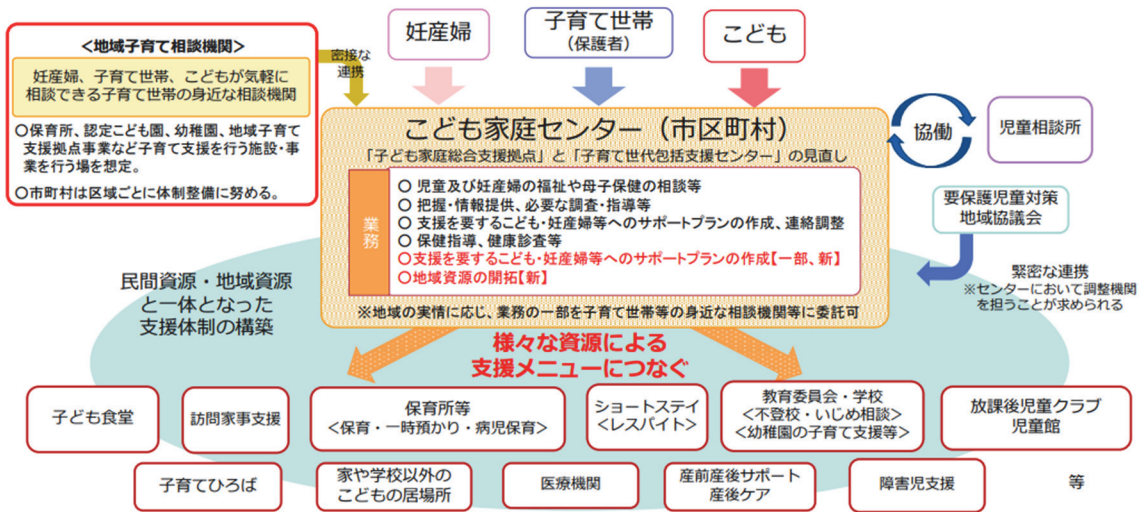 <地域子育て相談機関>
妊産婦、子育て世帯、こどもが気軽に
相談できる子育て世帯の身近な相談機関
〇保育所、認定こども園、幼稚園、地域子育て
支援拠点事業など子育て支援を行う施設・事
業を行う場を想定。
〇市町村は区域ごとに体制整備に努める。
密接な
連携
妊産婦
子育て世帯
(保護者)
こども
こども家庭センター(市区町村)
「子ども家庭総合支援拠点」と「子育て世代包括支援センター」の見直し
業務
〇 児童及び妊産婦の福祉や母子保健の相談等
〇 把握・情報提供、必要な調査・指導等
〇 支援を要するこども・妊産婦等へのサポートプランの作成、連絡調整
〇 保健指導、健康診査等
〇支援を要するこども・妊産婦等へのサポートプランの作成【一部、新】
〇地域資源の開拓【新】
※地域の実情に応じ、業務の一部を子育て世帯等の身近な相談機関等に委託可
協働
児童相談所
要保護児童対策
地域協議会
緊密な連携
※センターにおいて調整機関
を担うことが求められる
民間資源・地域資源
と一体となった
支援体制の構築
様々な資源による
支援メニューにつなぐ
子ども食堂
訪問家事支援
保育所等
<保育・一時預かり・病児保育>
ショートステイ
<レスパイト>
教育委員会・学校
<不登校・いじめ相談>
<幼稚園の子育て支援等>
放課後児童クラブ
児童館
子育てひろば
家や学校以外の
こどもの居場所
医療機関
産前産後サポート
産後ケア
障害児支援
等